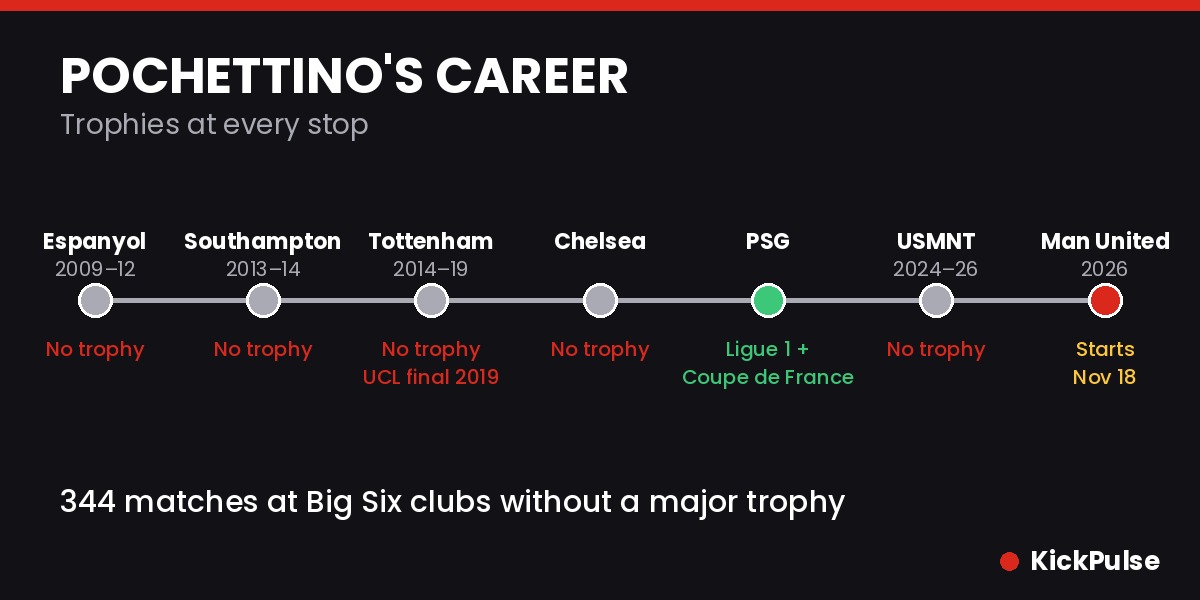 POCHETTINO'S CAREER
Trophies at every stop
Espanyol
2009–12
No trophy
Southampton
2013–14
No trophy
Tottenham
2014–19
No trophy
UCL final 2019
Chelsea
No trophy
PSG
Ligue 1 +
Coupe de France
USMNT
2024–26
No trophy
Man United
2026
Starts
Nov 18
344 matches at Big Six clubs without a major trophy
KickPulse